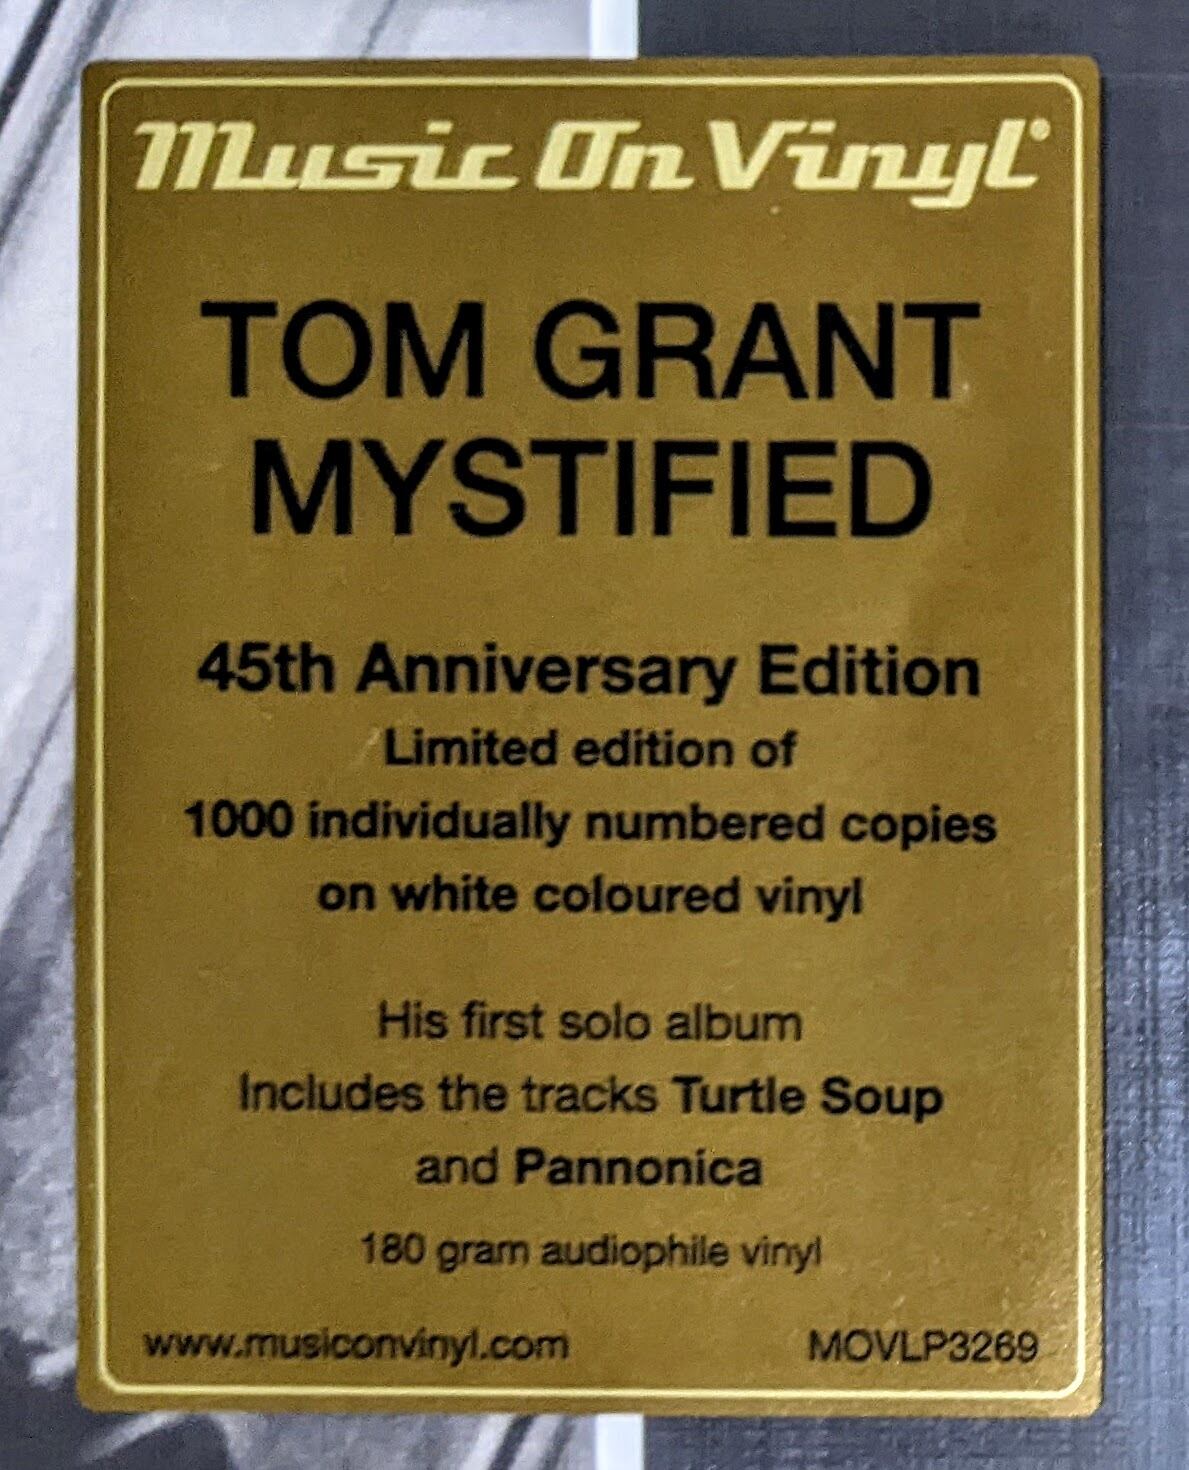 Music On Vinyl®
TOM GRANT
MYSTIFIED
45th Anniversary Edition
Limited edition of
1000 individually numbered copies
on white coloured vinyl
His first solo album
Includes the tracks Turtle Soup
and Pannonica
180 gram audiophile vinyl
www.musiconvinyl.com MOVLP3269